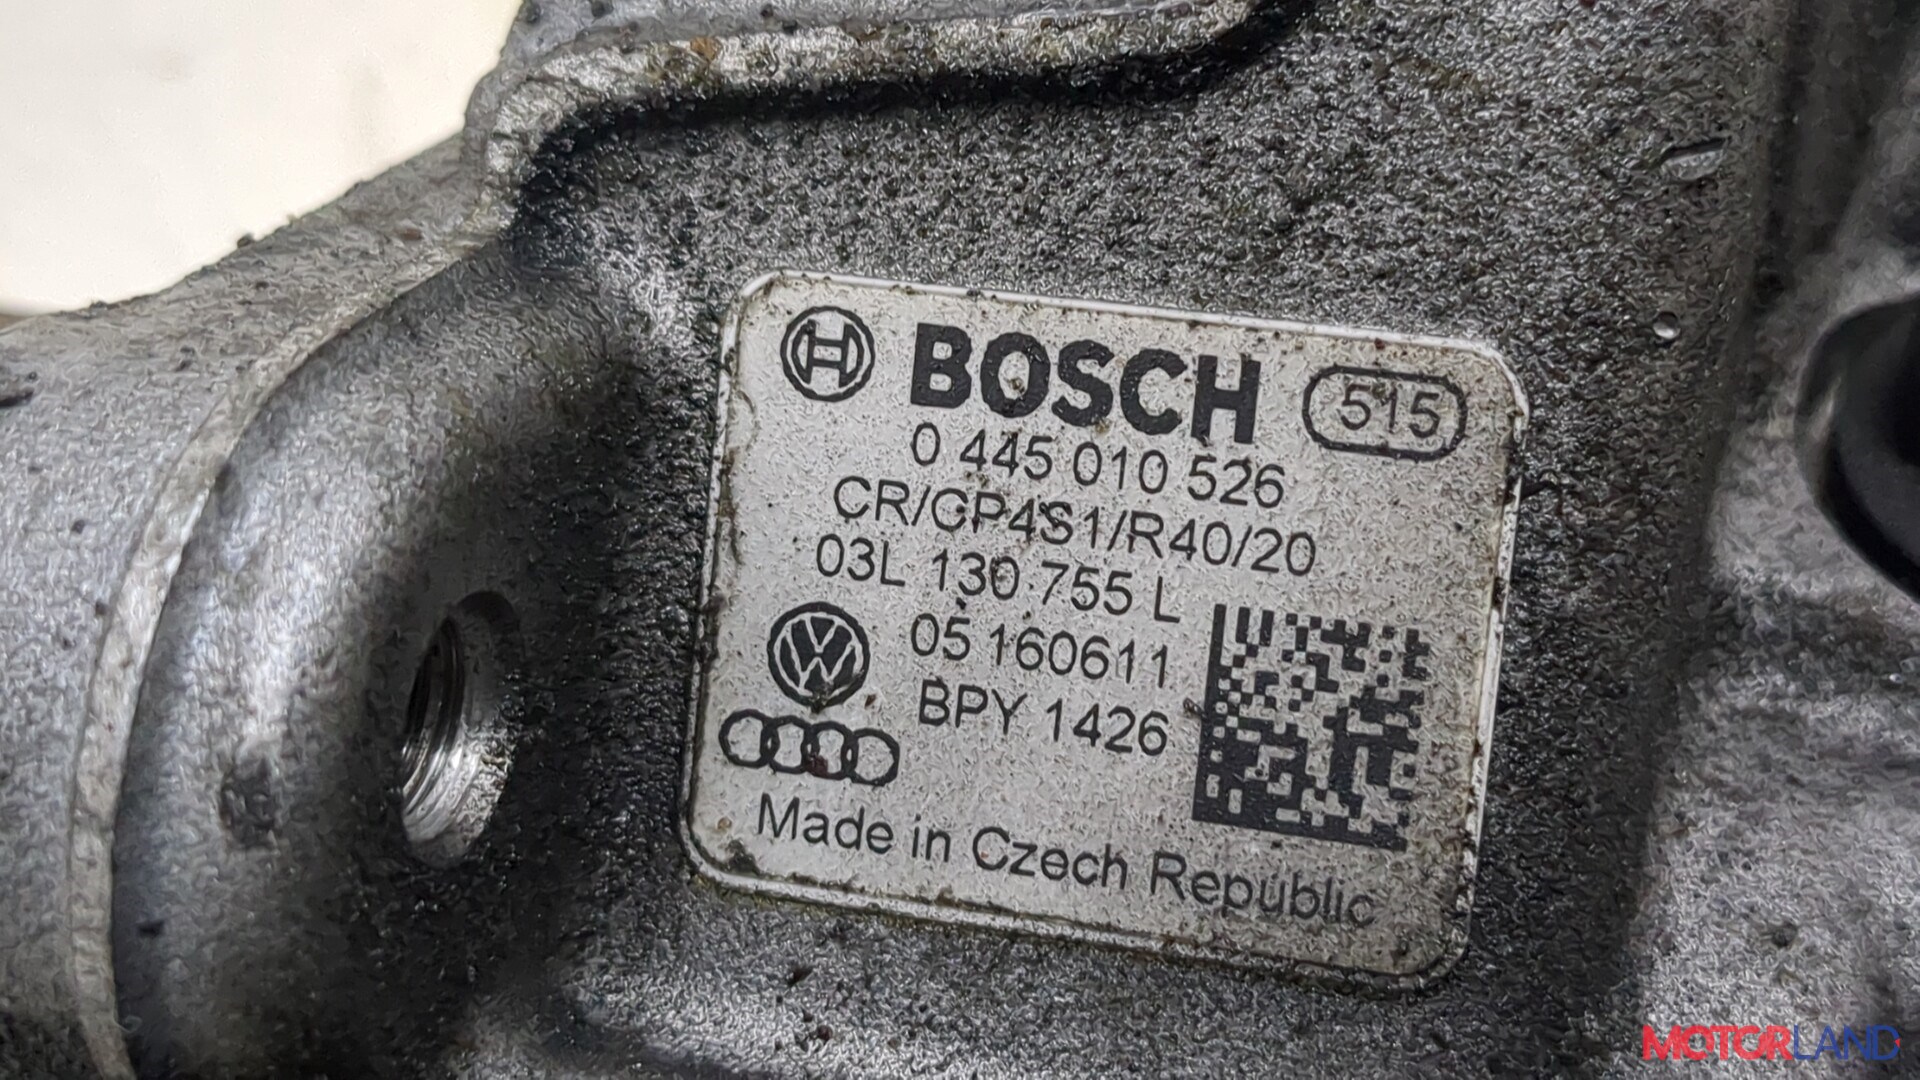 BOSCH 515
0 445 010 526
CR/CP4S1/R40/20
03L 130 755 L
05 160611
BPY 1426
Made in Czech Republic
MOTORLAND